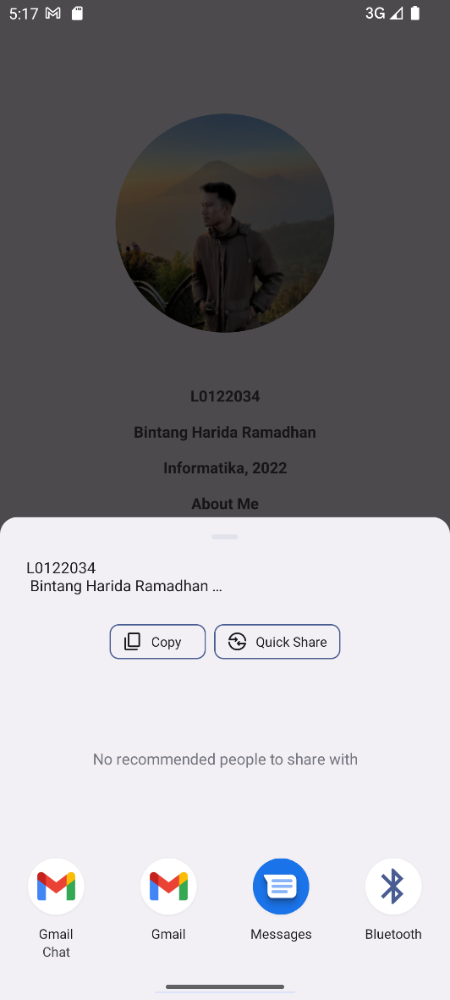 5:17 3G
L0122034
Bintang Harida Ramadhan
Informatika, 2022
About Me
L0122034
Bintang Harida Ramadhan ...
Copy Quick Share
No recommended people to share with
Gmail Gmail Messages Bluetooth
Chat